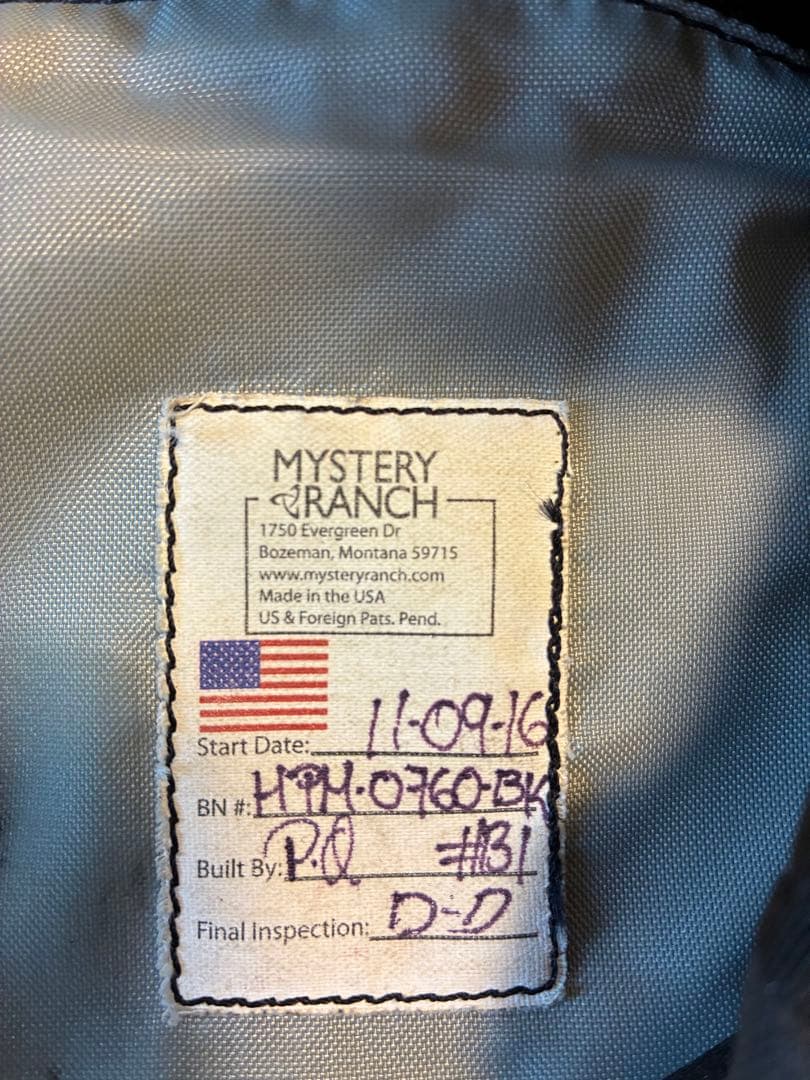 MYSTERY
RANCH
1750 Evergreen Dr
Bozeman, Montana 59715
www.mysteryranch.com
Made in the USA
US & Foreign Pats. Pend.
Start Date: 11-09-16
BN #: HPM-0760-BK
Built By: P.Q #131
Final Inspection: D-D